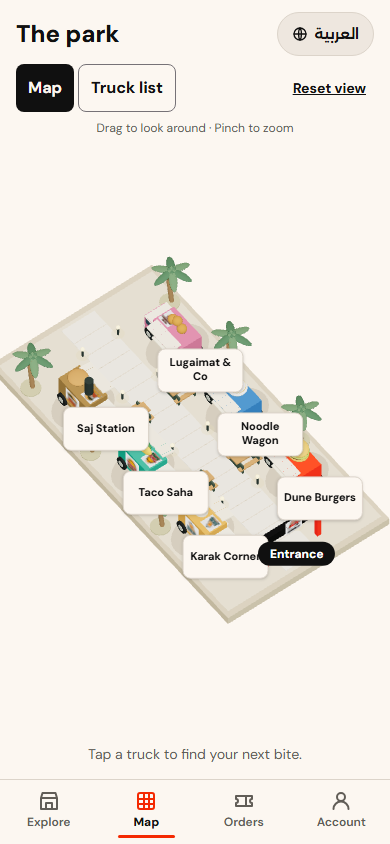 The park
العربية
Map
Truck list
Reset view
Drag to look around · Pinch to zoom
Lugaimat &
Co
Saj Station
Noodle
Wagon
Taco Saha
Dune Burgers
Karak Corner
Entrance
Tap a truck to find your next bite.
Explore
Map
Orders
Account